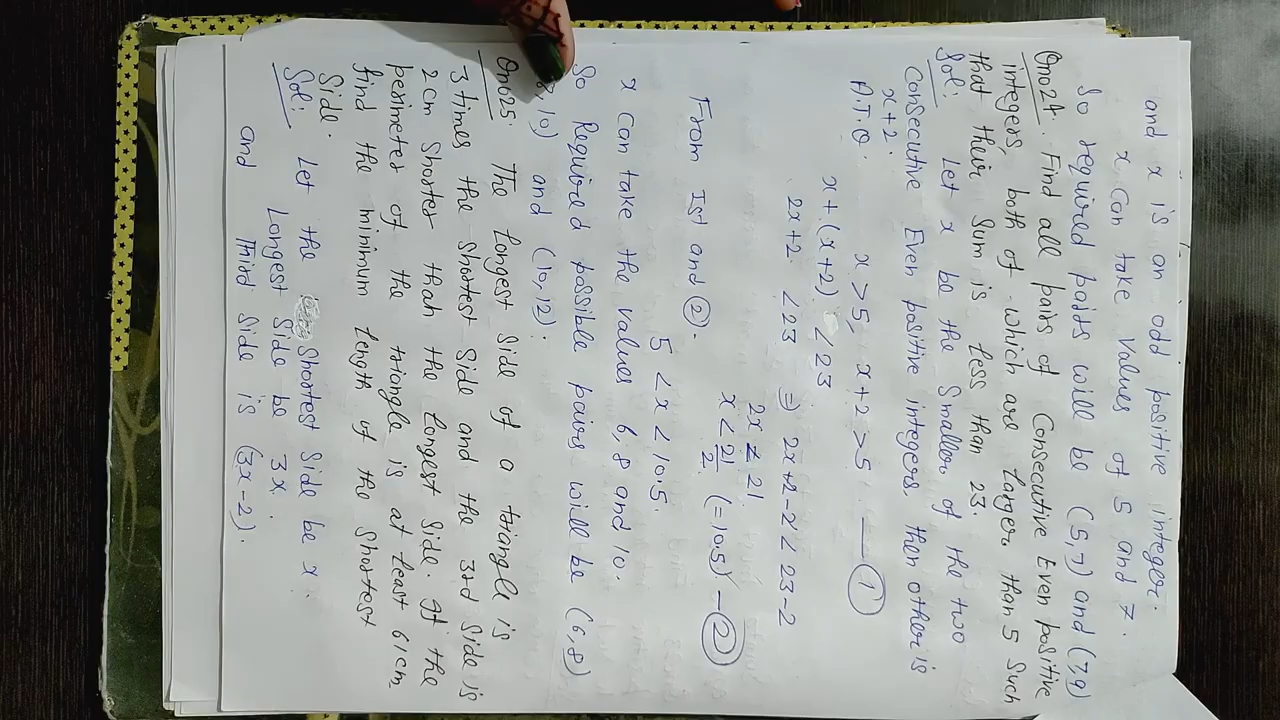 and x is an odd positive integer.
x Can take values of 5 and 7.
So required pairs will be (5,7) and (7,9)
Qno24. Find all pairs of Consecutive Even positive
integers, both of which are Larger than 5 Such
that their Sum is Less than 23.
Sol: Let x be the Smaller of the two
Consecutive Even positive integers. then other is
x+2.
A.T.Q. x > 5, x+2 > 5 — ①
x + (x+2) < 23
2x+2 < 23 ⇒ 2x+2-2 < 23-2
2x < 21
x < 21/2 (=10.5) — ②
From Ist and ②.
5 < x < 10.5.
x Can take the values 6, 8 and 10.
So Required possible pairs will be (6,8)
,10) and (10,12).
Qno25. The Longest Side of a triangle is
3 times the Shortest Side and the 3rd Side is
2cm Shorter than the Longest Side. If the
perimeter of the triangle is at Least 61cm
find the minimum Length of the Shortest
Side.
Sol: Let the Shortest Side be x.
Longest Side be 3x.
and Third Side is (3x-2).